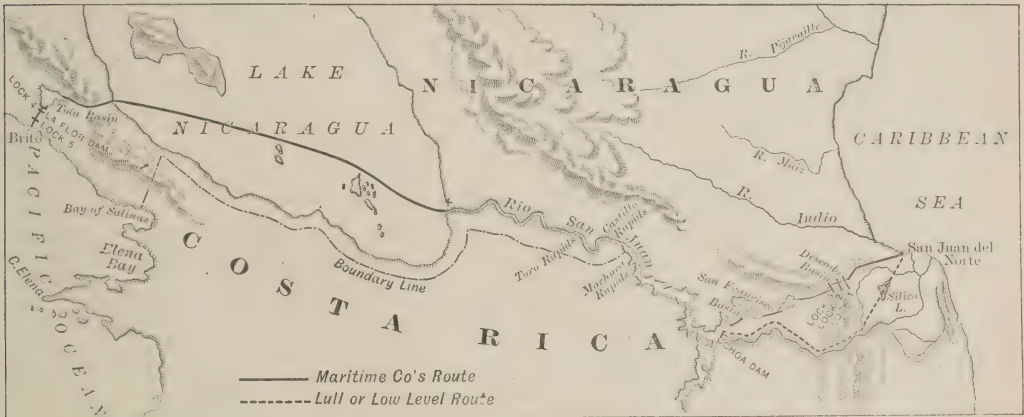 LAKE
NICARAGUA
NICARAGUA
R. Pijaraille
CARIBBEAN
SEA
LOCK 4
Tola Basin
LA FLOR DAM
LOCK 5
Brito
PACIFIC
OCEAN
Bay of Salinas
Elena
Bay
C. Elena
COSTA RICA
Boundary Line
Rio San Juan
Castillo
Rapids
Toro Rapids
Machuca
Rapids
R. Indio
San Juan del
Norte
Deseado
Basin
San Francisco
Basin
Silico
L.
OCHOA DAM
Maritime Co's Route
Lull or Low Level Route